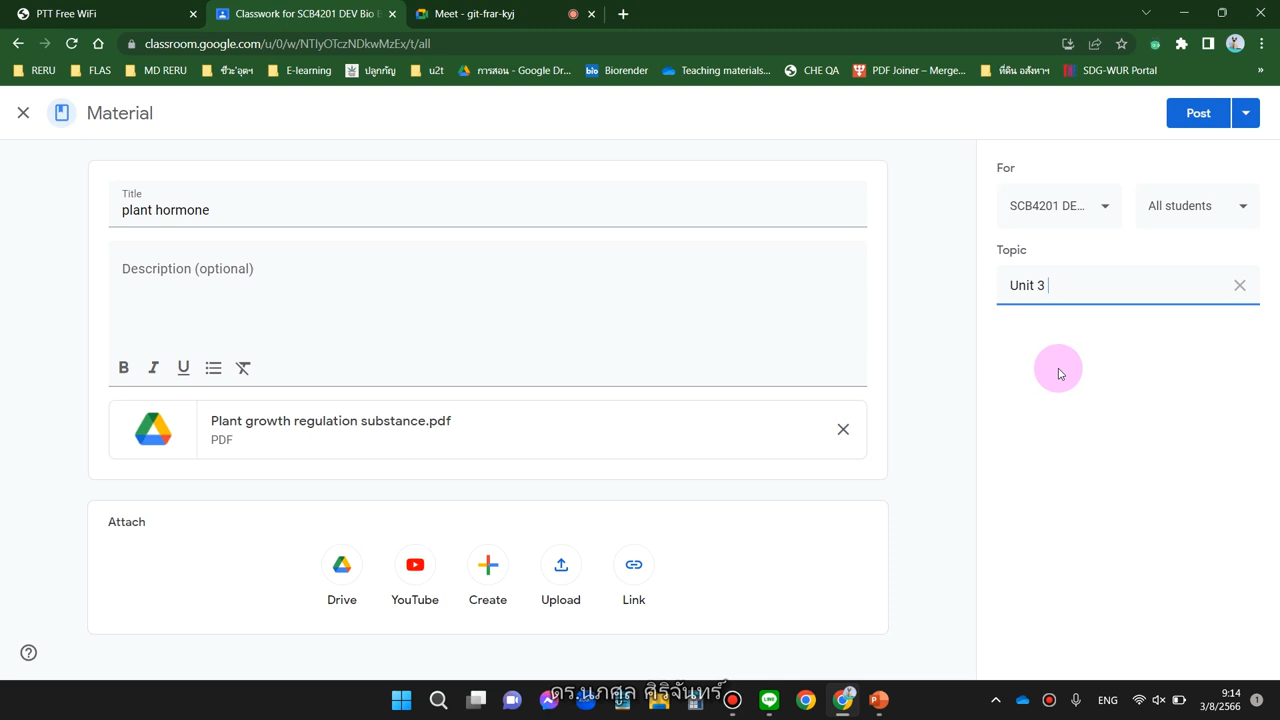 PTT Free WiFi
Classwork for SCB4201 DEV Bio E
Meet - git-frar-kyj
classroom.google.com/u/0/w/NTIyOTczNDkwMzEx/t/all
RERU
FLAS
MD RERU
ชีวะ'อุตฯ
E-learning
ปลูกกัญ
u2t
การสอน - Google Dr...
bio
Biorender
Teaching materials...
CHE QA
PDF Joiner – Merge...
ที่ดิน อสังหาฯ
SDG-WUR Portal
Material
Post
Title
plant hormone
Description (optional)
B I U
Plant growth regulation substance.pdf
PDF
For
SCB4201 DE...
All students
Topic
Unit 3
Attach
Drive
YouTube
Create
Upload
Link
ดร.นภศูล ศิริจันทร์
ENG
9:14
3/8/2566
1